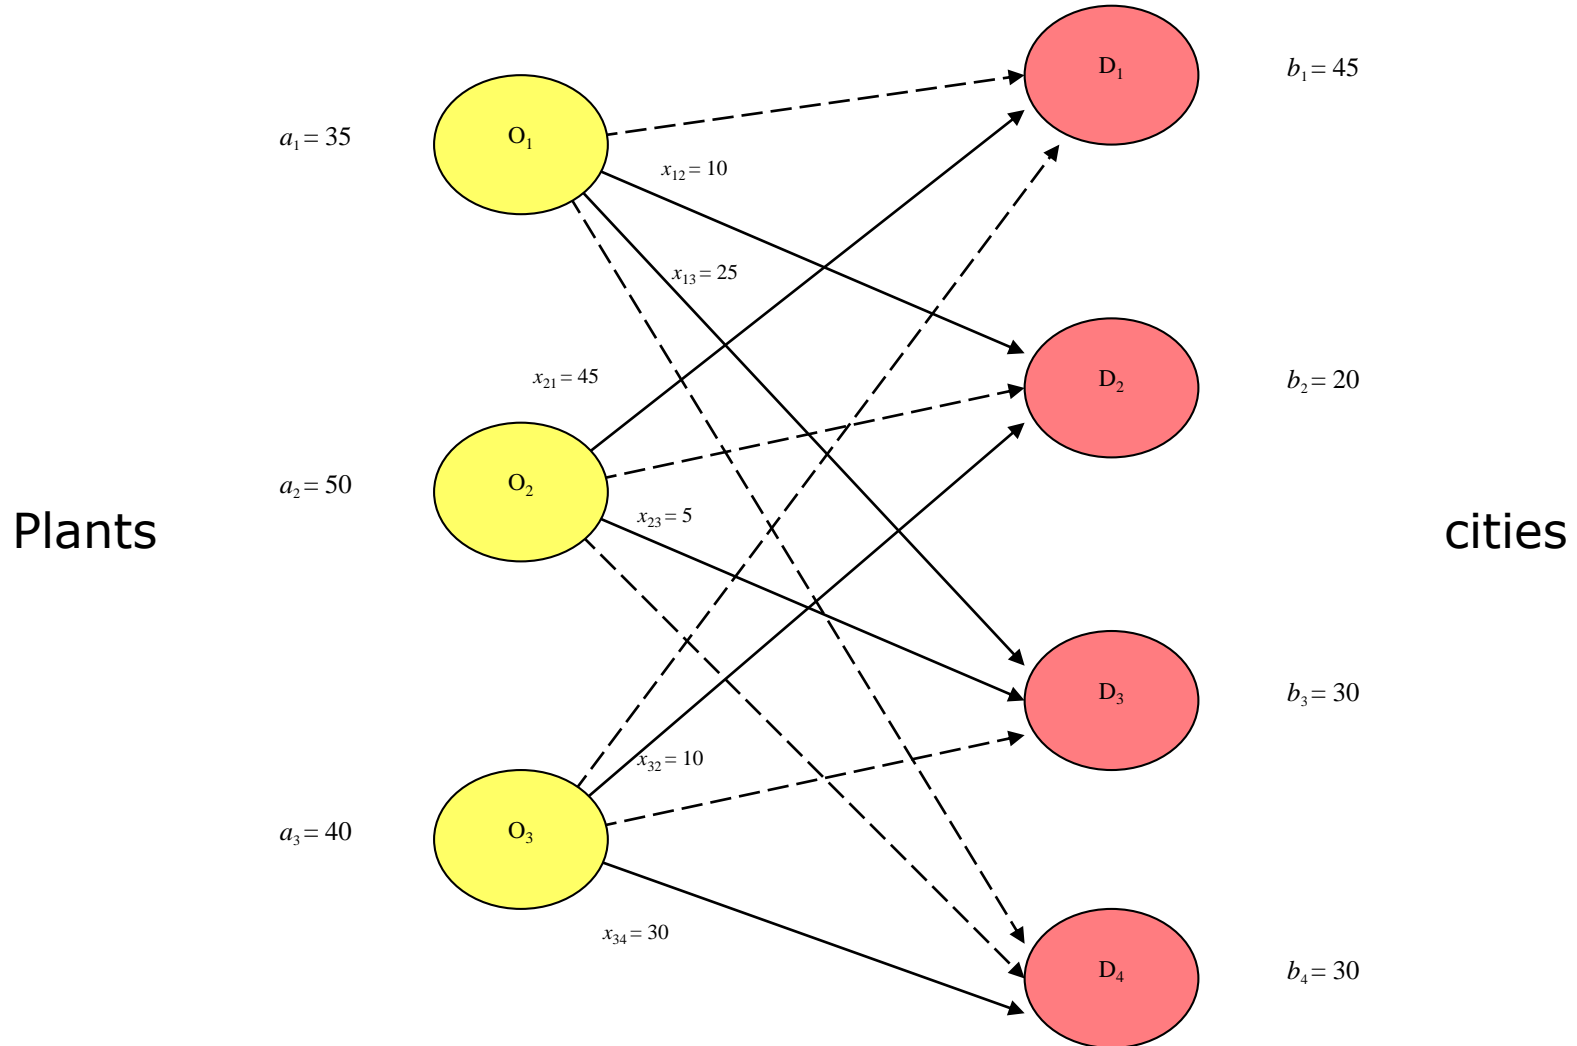 D₁
b₁ = 45
a₁ = 35
O₁
x₁₂ = 10
x₁₃ = 25
x₂₁ = 45
D₂
b₂ = 20
a₂ = 50
O₂
x₂₃ = 5
Plants
cities
D₃
b₃ = 30
x₃₂ = 10
a₃ = 40
O₃
x₃₄ = 30
D₄
b₄ = 30